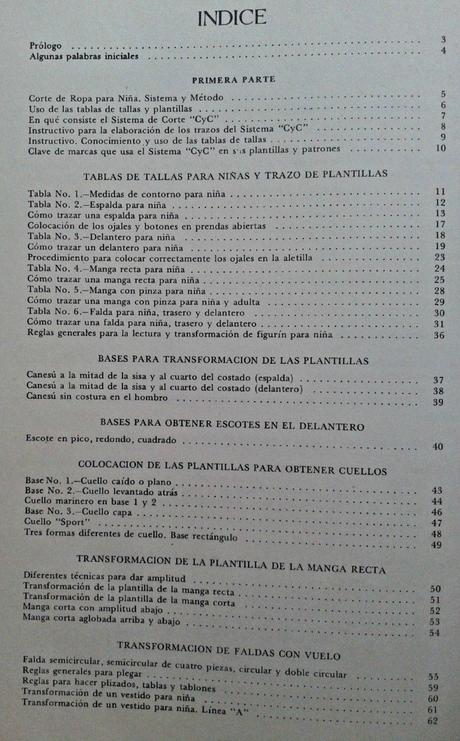 INDICE
Prólogo 3
Algunas palabras iniciales 4
PRIMERA PARTE
Corte de Ropa para Niña. Sistema y Método 5
Uso de las tablas de tallas y plantillas 6
En qué consiste el Sistema de Corte "CyC" 7
Instructivo para la elaboración de los trazos del Sistema "CyC" 8
Instructivo. Conocimiento y uso de las tablas de tallas 9
Clave de marcas que usa el Sistema "CyC" en sus plantillas y patrones 10
TABLAS DE TALLAS PARA NIÑAS Y TRAZO DE PLANTILLAS
Tabla No. 1.—Medidas de contorno para niña 11
Tabla No. 2.—Espalda para niña 12
Cómo trazar una espalda para niña 13
Colocación de los ojales y botones en prendas abiertas 17
Tabla No. 3.—Delantero para niña 18
Cómo trazar un delantero para niña 19
Procedimiento para colocar correctamente los ojales en la aletilla 23
Tabla No. 4.—Manga recta para niña 24
Cómo trazar una manga recta para niña 25
Tabla No. 5.—Manga con pinza para niña 28
Cómo trazar una manga con pinza para niña y adulta 29
Tabla No. 6.—Falda para niña, trasero y delantero 30
Cómo trazar una falda para niña, trasero y delantero 31
Reglas generales para la lectura y transformación de figurín para niña 36
BASES PARA TRANSFORMACION DE LAS PLANTILLAS
Canesú a la mitad de la sisa y al cuarto del costado (espalda) 37
Canesú a la mitad de la sisa y al cuarto del costado (delantero) 38
Canesú sin costura en el hombro 39
BASES PARA OBTENER ESCOTES EN EL DELANTERO
Escote en pico, redondo, cuadrado 40
COLOCACION DE LAS PLANTILLAS PARA OBTENER CUELLOS
Base No. 1.—Cuello caído o plano 43
Base No. 2.—Cuello levantado atrás 44
Cuello marinero en base 1 y 2 46
Base No. 3.—Cuello capa 47
Cuello "Sport" 48
Tres formas diferentes de cuello. Base rectángulo 49
TRANSFORMACION DE LA PLANTILLA DE LA MANGA RECTA
Diferentes técnicas para dar amplitud 50
Transformación de la plantilla de la manga recta 51
Transformación de la plantilla de la manga corta 52
Manga corta con amplitud abajo 53
Manga corta aglobada arriba y abajo 54
TRANSFORMACION DE FALDAS CON VUELO
Falda semicircular, semicircular de cuatro piezas, circular y doble circular 55
Reglas generales para plegar 59
Reglas para hacer plizados, tablas y tablones 60
Transformación de un vestido para niña 61
Transformación de un vestido para niña. Línea "A" 62